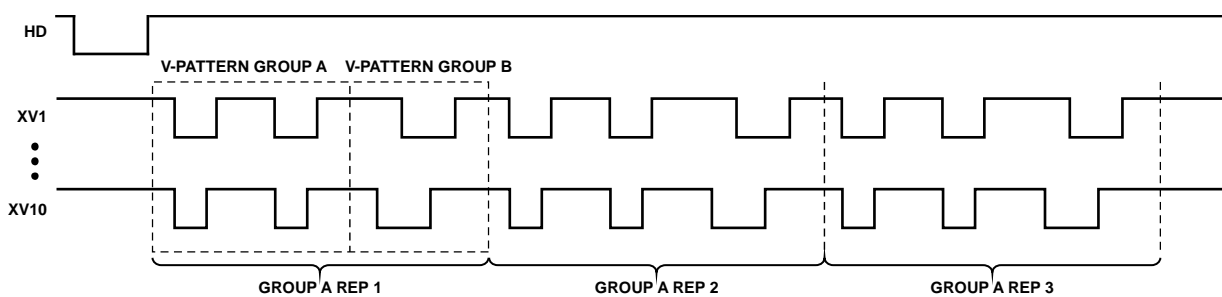 HD
V-PATTERN GROUP A V-PATTERN GROUP B
XV1
XV10
GROUP A REP 1 GROUP A REP 2 GROUP A REP 3